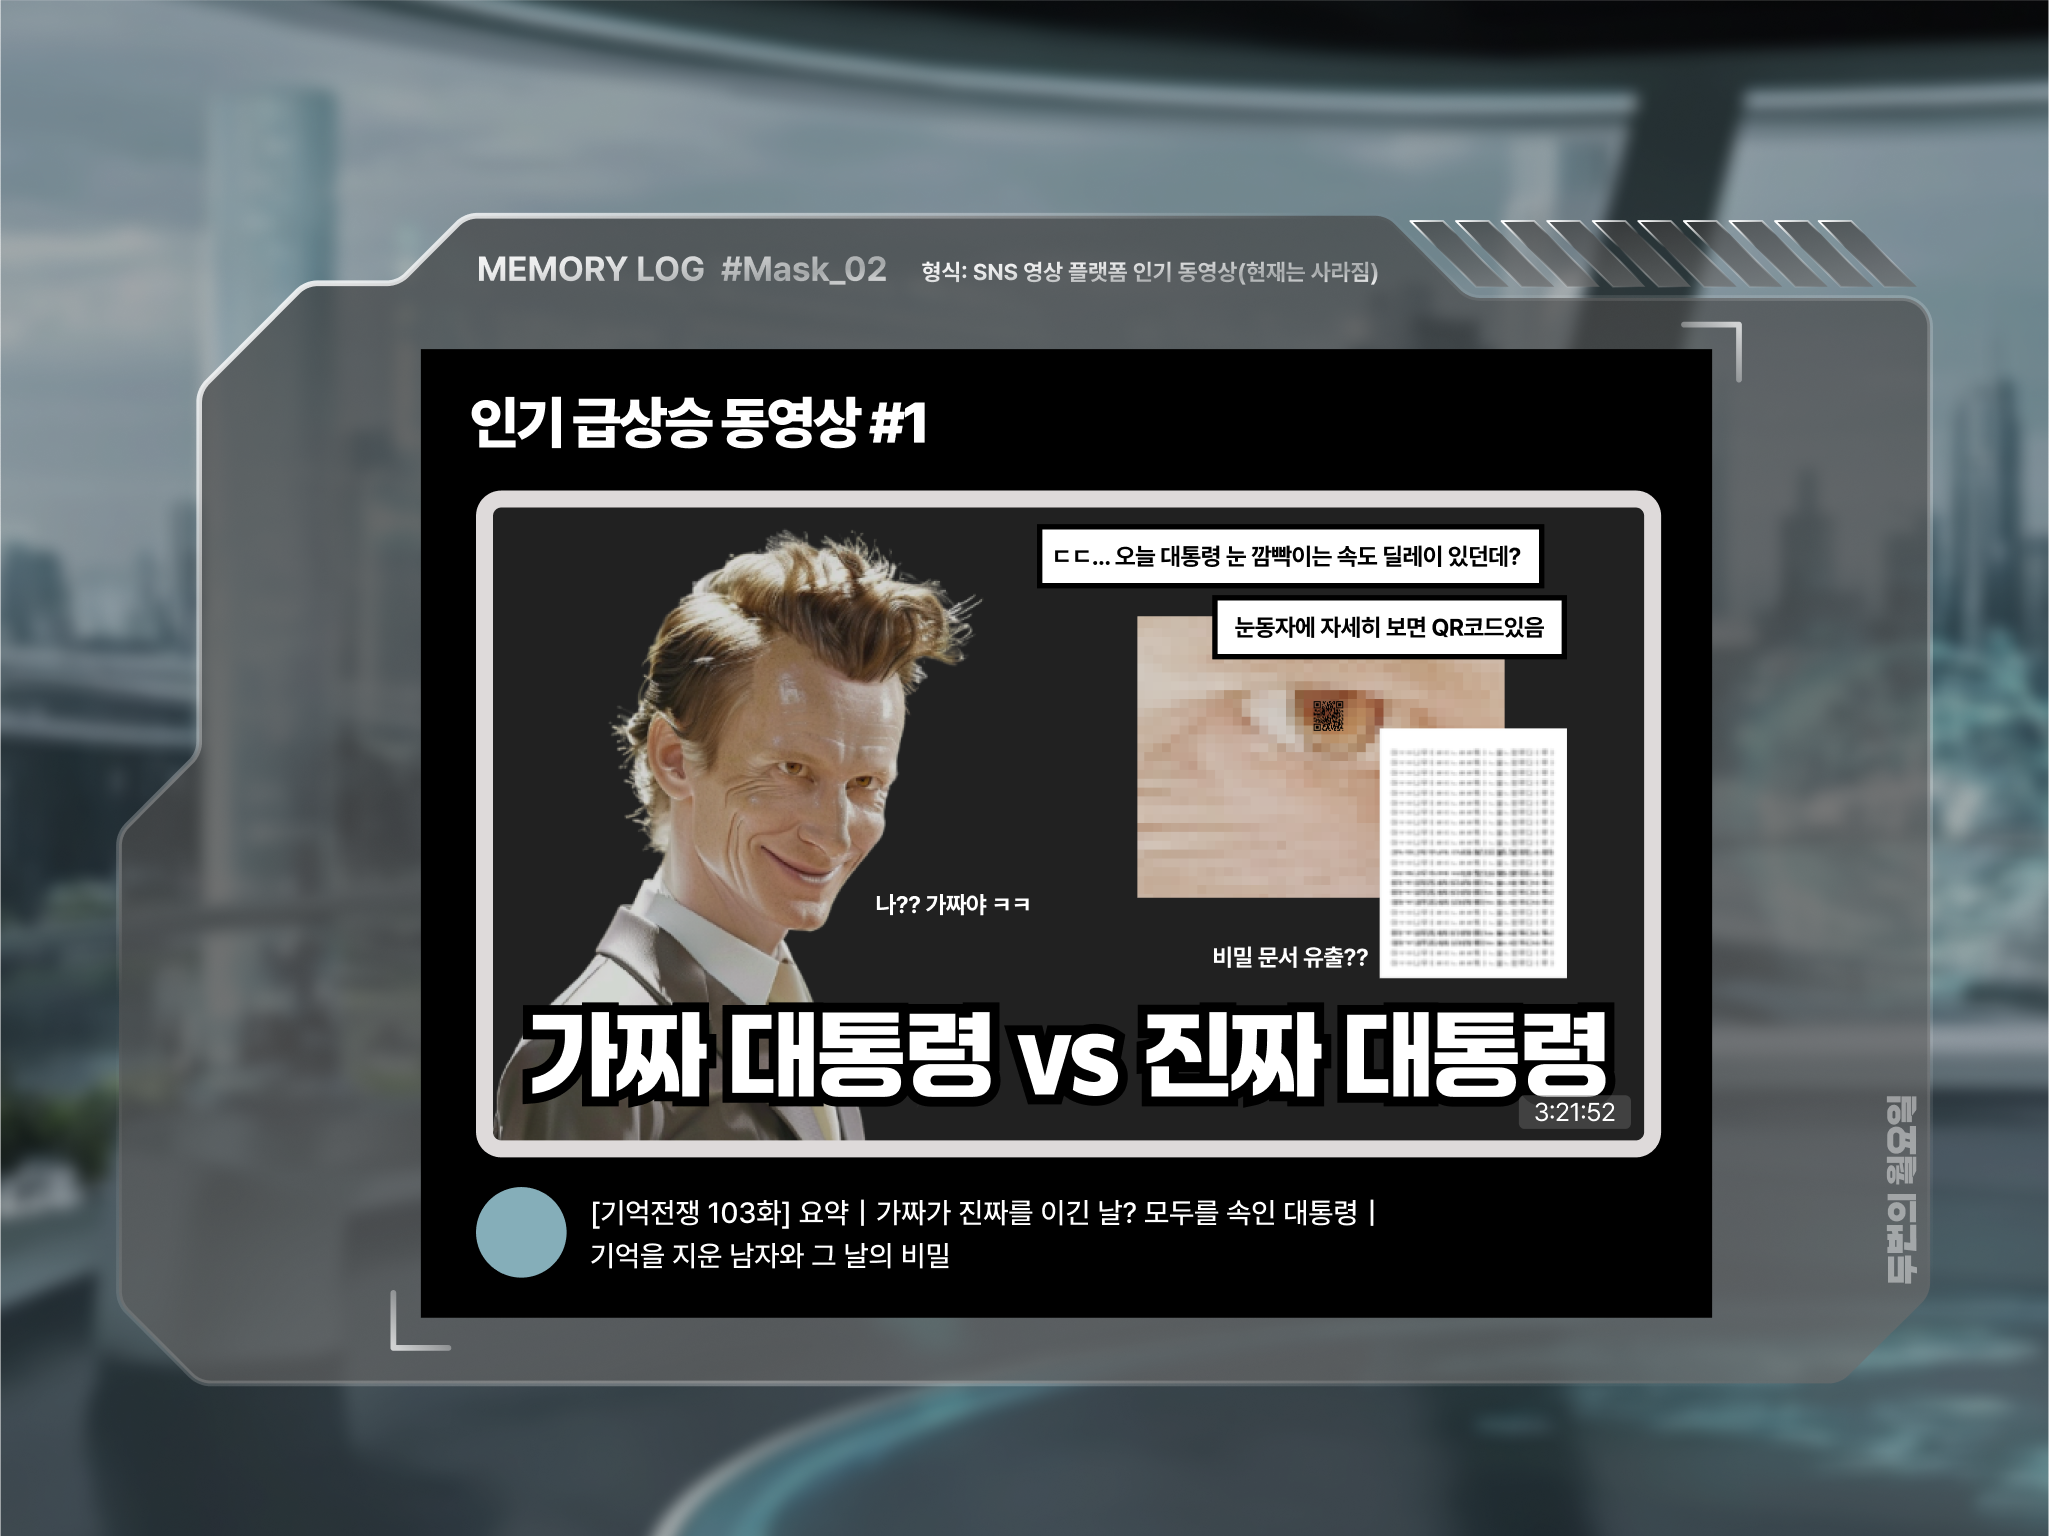 MEMORY LOG #Mask_02 형식: SNS 영상 플랫폼 인기 동영상(현재는 사라짐)
인기 급상승 동영상 #1
ㄷㄷ... 오늘 대통령 눈 깜빡이는 속도 딜레이 있던데?
눈동자에 자세히 보면 QR코드있음
나?? 가짜야 ㅋㅋ
비밀 문서 유출??
가짜 대통령 vs 진짜 대통령
3:21:52
[기억전쟁 103화] 요약 | 가짜가 진짜를 이긴 날? 모두를 속인 대통령 |
기억을 지운 남자와 그 날의 비밀
두번의 월요일